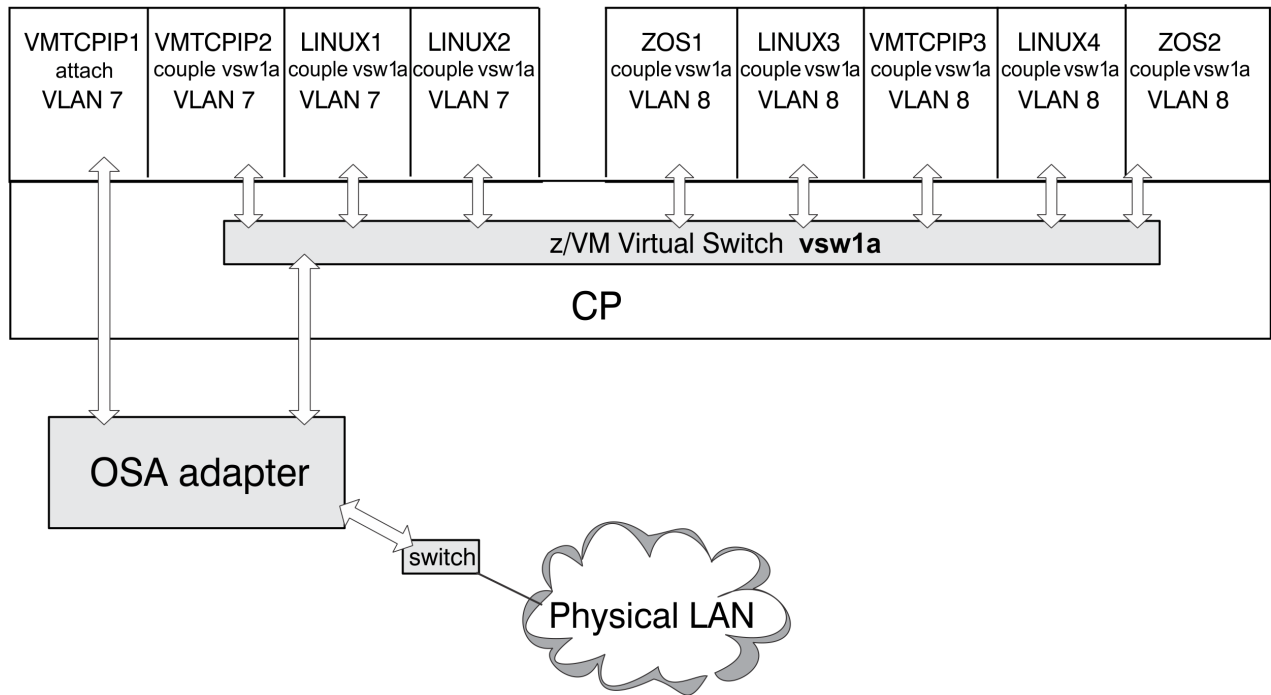 VMTCPIP1
attach
VLAN 7
VMTCPIP2
couple vsw1a
VLAN 7
LINUX1
couple vsw1a
VLAN 7
LINUX2
couple vsw1a
VLAN 7
ZOS1
couple vsw1a
VLAN 8
LINUX3
couple vsw1a
VLAN 8
VMTCPIP3
couple vsw1a
VLAN 8
LINUX4
couple vsw1a
VLAN 8
ZOS2
couple vsw1a
VLAN 8
z/VM Virtual Switch vsw1a
CP
OSA adapter
switch
Physical LAN